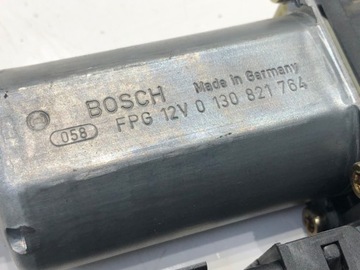 BOSCH Made in Germany
058 FPG 12V 0 130 821 764